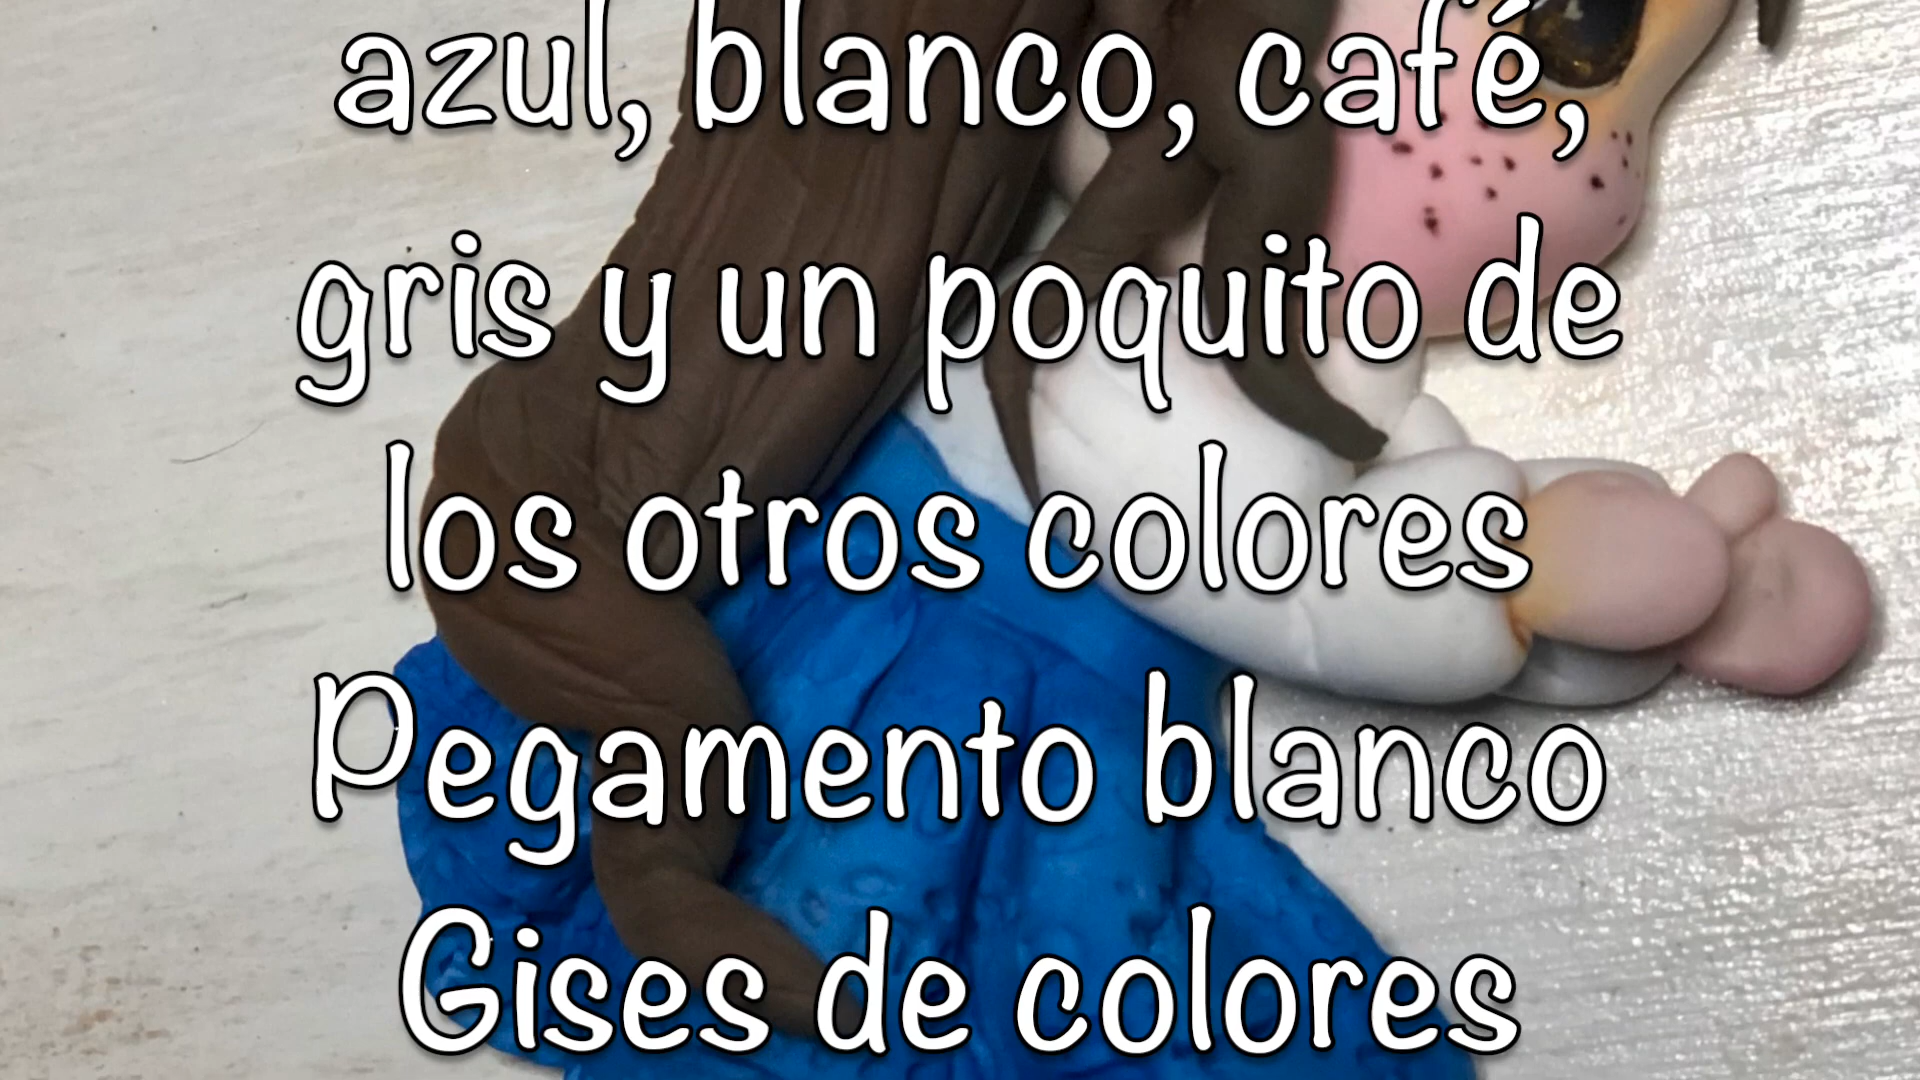 azul, blanco, café,
gris y un poquito de
los otros colores
Pegamento blanco
Gises de colores